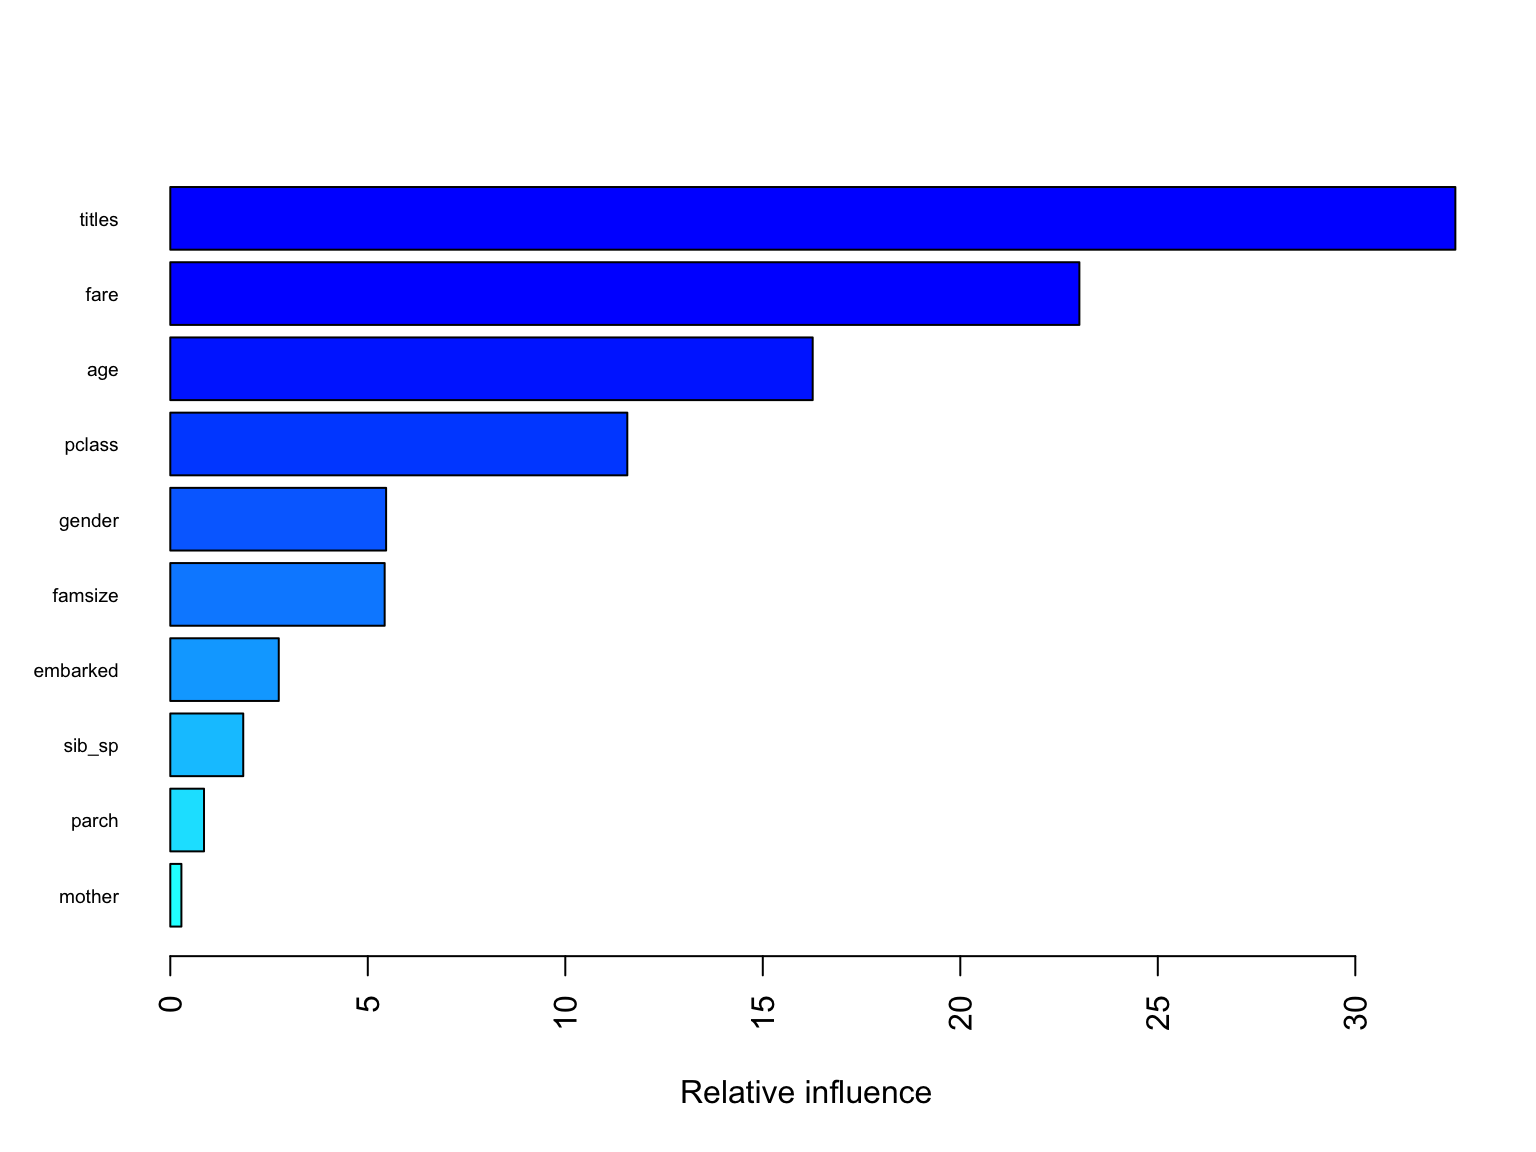 titles
fare
age
pclass
gender
famsize
embarked
sib_sp
parch
mother
0 5 10 15 20 25 30
Relative influence